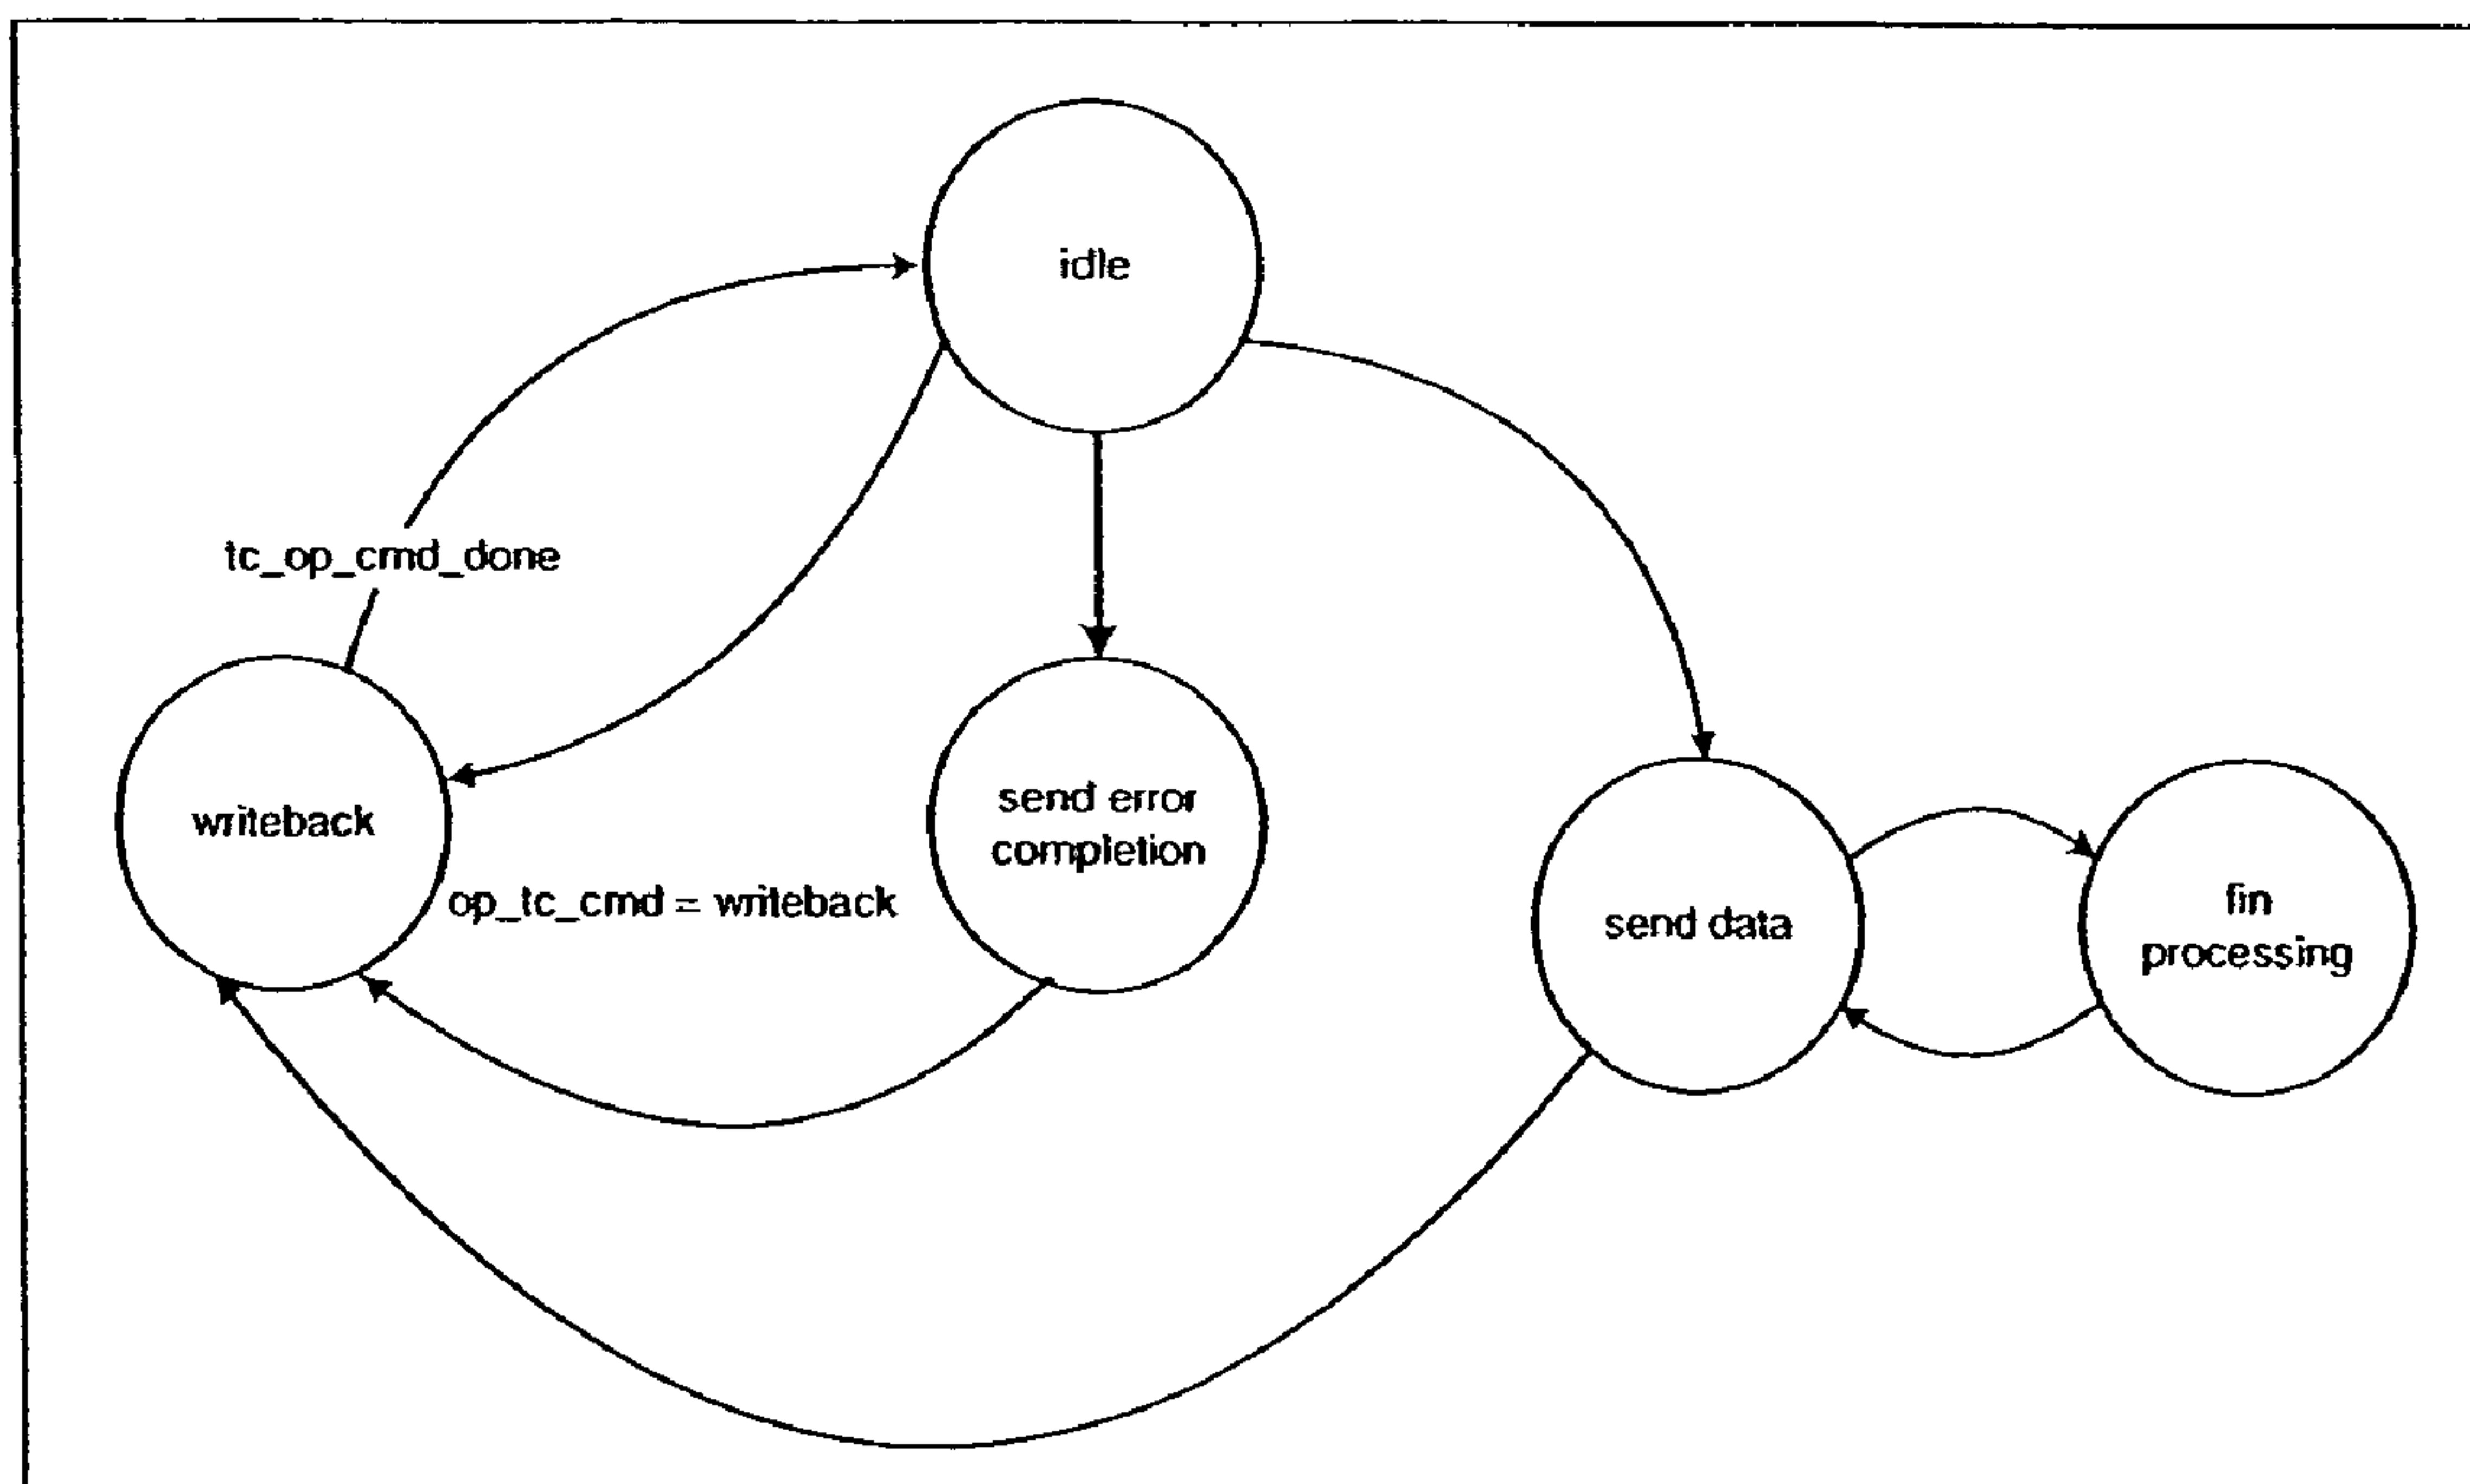 idle
tc_op_cmd_done
writeback
send error
completion
op_tc_cmd = writeback
send data
fin
processing